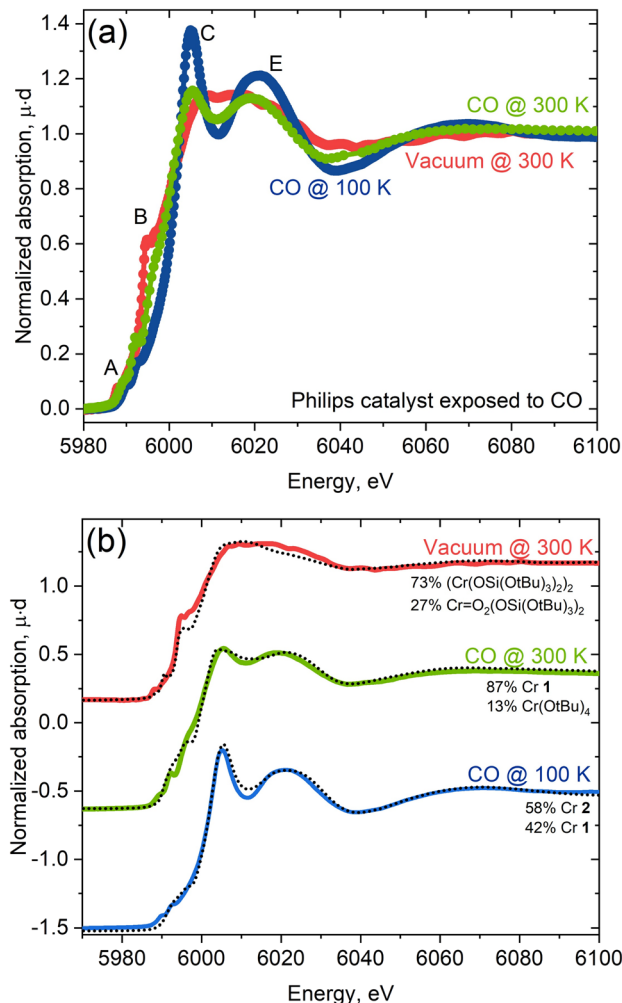 (a)
C
E
B
A
CO @ 300 K
Vacuum @ 300 K
CO @ 100 K
Philips catalyst exposed to CO
Normalized absorption, μ·d
1.4
1.2
1.0
0.8
0.6
0.4
0.2
0.0
5980 6000 6020 6040 6060 6080 6100
Energy, eV
(b)
Vacuum @ 300 K
73% (Cr(OSi(OtBu)3)2)2
27% Cr=O2(OSi(OtBu)3)2
CO @ 300 K
87% Cr 1
13% Cr(OtBu)4
CO @ 100 K
58% Cr 2
42% Cr 1
Normalized absorption, μ·d
0.75
0.0
-0.5
-1.0
-1.5
5980 6000 6020 6040 6060 6080 6100
Energy, eV